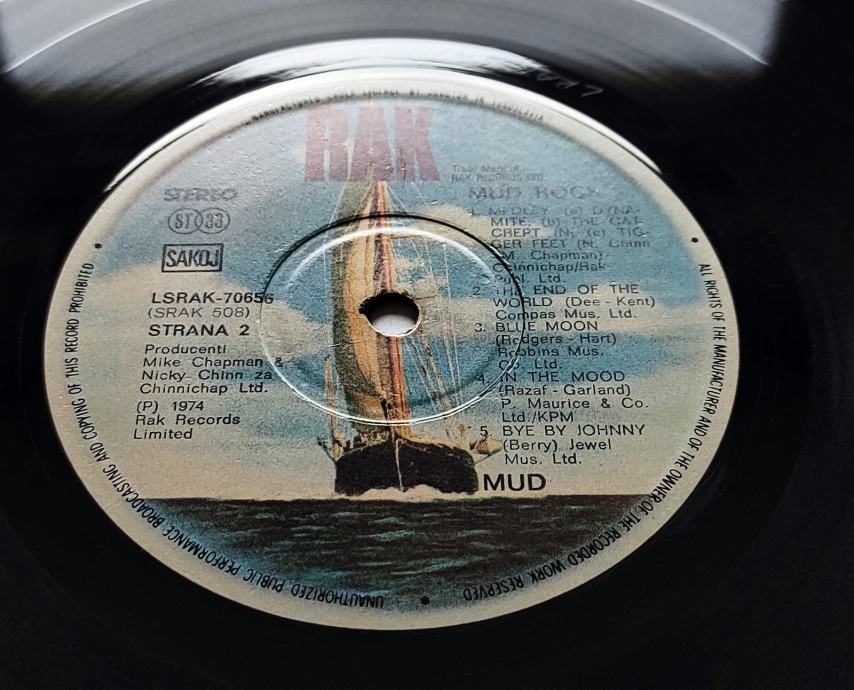 RAK
Trade Mark of
RAK RECORDS LTD.
STEREO
ST 33
SAKOJ
LSRAK-70656
(SRAK 508)
STRANA 2
Producenti
Mike Chapman &
Nicky Chinn za
Chinnichap Ltd.
(P) 1974
Rak Records
Limited
MUD ROCK
1. MEDLEY (a) DYNA-
MITE, (b) THE CAT
CREPT IN, (c) TIG-
GER FEET (N. Chinn
M. Chapman)
Chinnichap/Rak
Publ. Ltd.
2. THE END OF THE
WORLD (Dee - Kent)
Compas Mus. Ltd.
3. BLUE MOON
(Rodgers - Hart)
Robbins Mus.
Co. Ltd.
4. IN THE MOOD
(Razaf - Garland)
P. Maurice & Co.
Ltd./KPM
5. BYE BY JOHNNY
(Berry) Jewel
Mus. Ltd.
MUD
ALL RIGHTS OF THE MANUFACTURER AND OF THE OWNER OF THE RECORDED WORK RESERVED
UNAUTHORIZED PUBLIC PERFORMANCE BROADCASTING AND COPYING OF THIS RECORD PROHIBITED